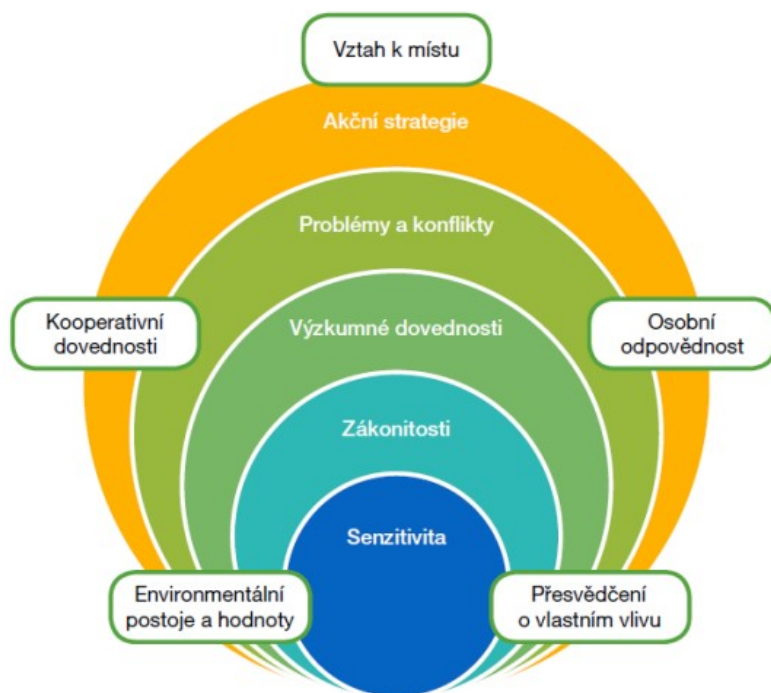 Vztah k místu
Akční strategie
Problémy a konflikty
Kooperativní
dovednosti
Výzkumné dovednosti
Osobní
odpovědnost
Zákonitosti
Senzitivita
Environmentální
postoje a hodnoty
Přesvědčení
o vlastním vlivu